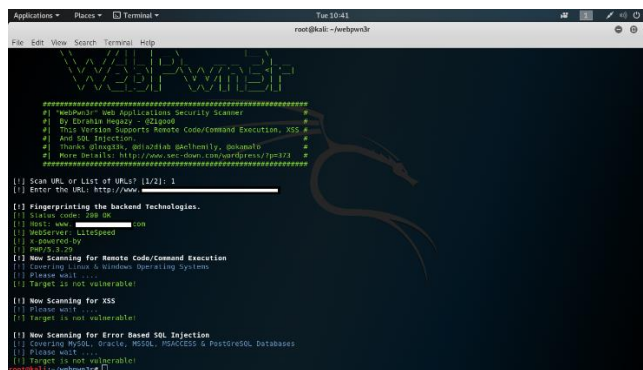 Applications Places Terminal Tue 10:41 1
root@kali: ~/webpwn3r
File Edit View Search Terminal Help
#############################################################
#| "WebPwn3r" Web Applications Security Scanner #
#| By Ebrahim Hegazy - @Zigoo0 #
#| This Version Supports Remote Code/Command Execution, XSS #
#| And SQL Injection. #
#| Thanks @lnxg33k, @dia2diab @Aelhemily, @okamalo #
#| More Details: http://www.sec-down.com/wordpress/?p=373 #
#############################################################
[!] Scan URL or List of URLs? [1/2]: 1
[!] Enter the URL: http://www.
[!] Fingerprinting the backend Technologies.
[!] Status code: 200 OK
[!] Host: www. com
[!] WebServer: LiteSpeed
[!] x-powered-by
[!] PHP/5.3.29
[!] Now Scanning for Remote Code/Command Execution
[!] Covering Linux & Windows Operating Systems
[!] Please wait ....
[!] Target is not vulnerable!
[!] Now Scanning for XSS
[!] Please wait ....
[!] Target is not vulnerable!
[!] Now Scanning for Error Based SQL Injection
[!] Covering MySQL, Oracle, MSSQL, MSACCESS & PostGreSQL Databases
[!] Please wait ....
[!] Target is not vulnerable!
root@kali:~/webpwn3r#